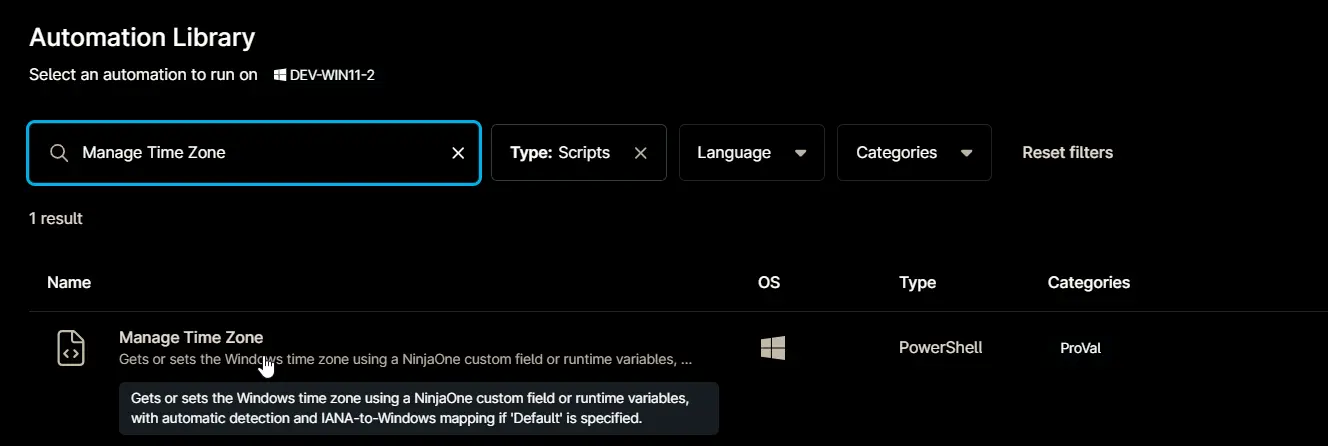 Automation Library
Select an automation to run on DEV-WIN11-2
Manage Time Zone
Type: Scripts
Language
Categories
Reset filters
1 result
Name OS Type Categories
Manage Time Zone
Gets or sets the Windows time zone using a NinjaOne custom field or runtime variables, ...
PowerShell
ProVal
Gets or sets the Windows time zone using a NinjaOne custom field or runtime variables,
with automatic detection and IANA-to-Windows mapping if 'Default' is specified.